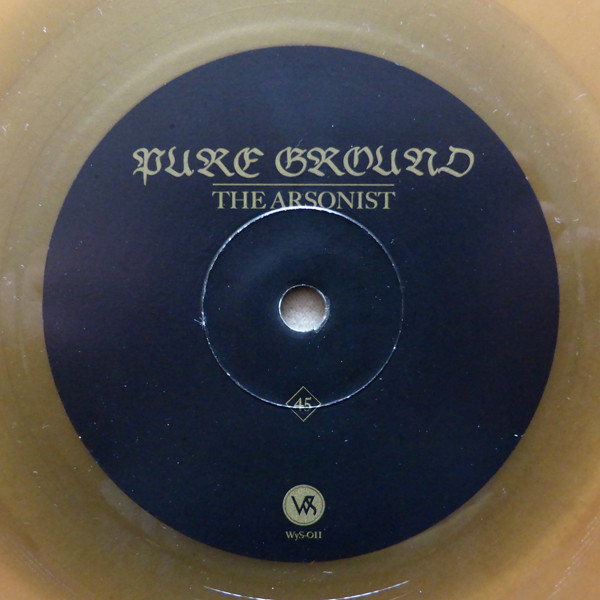 PURE GROUND
THE ARSONIST
45
WS
WyS-011